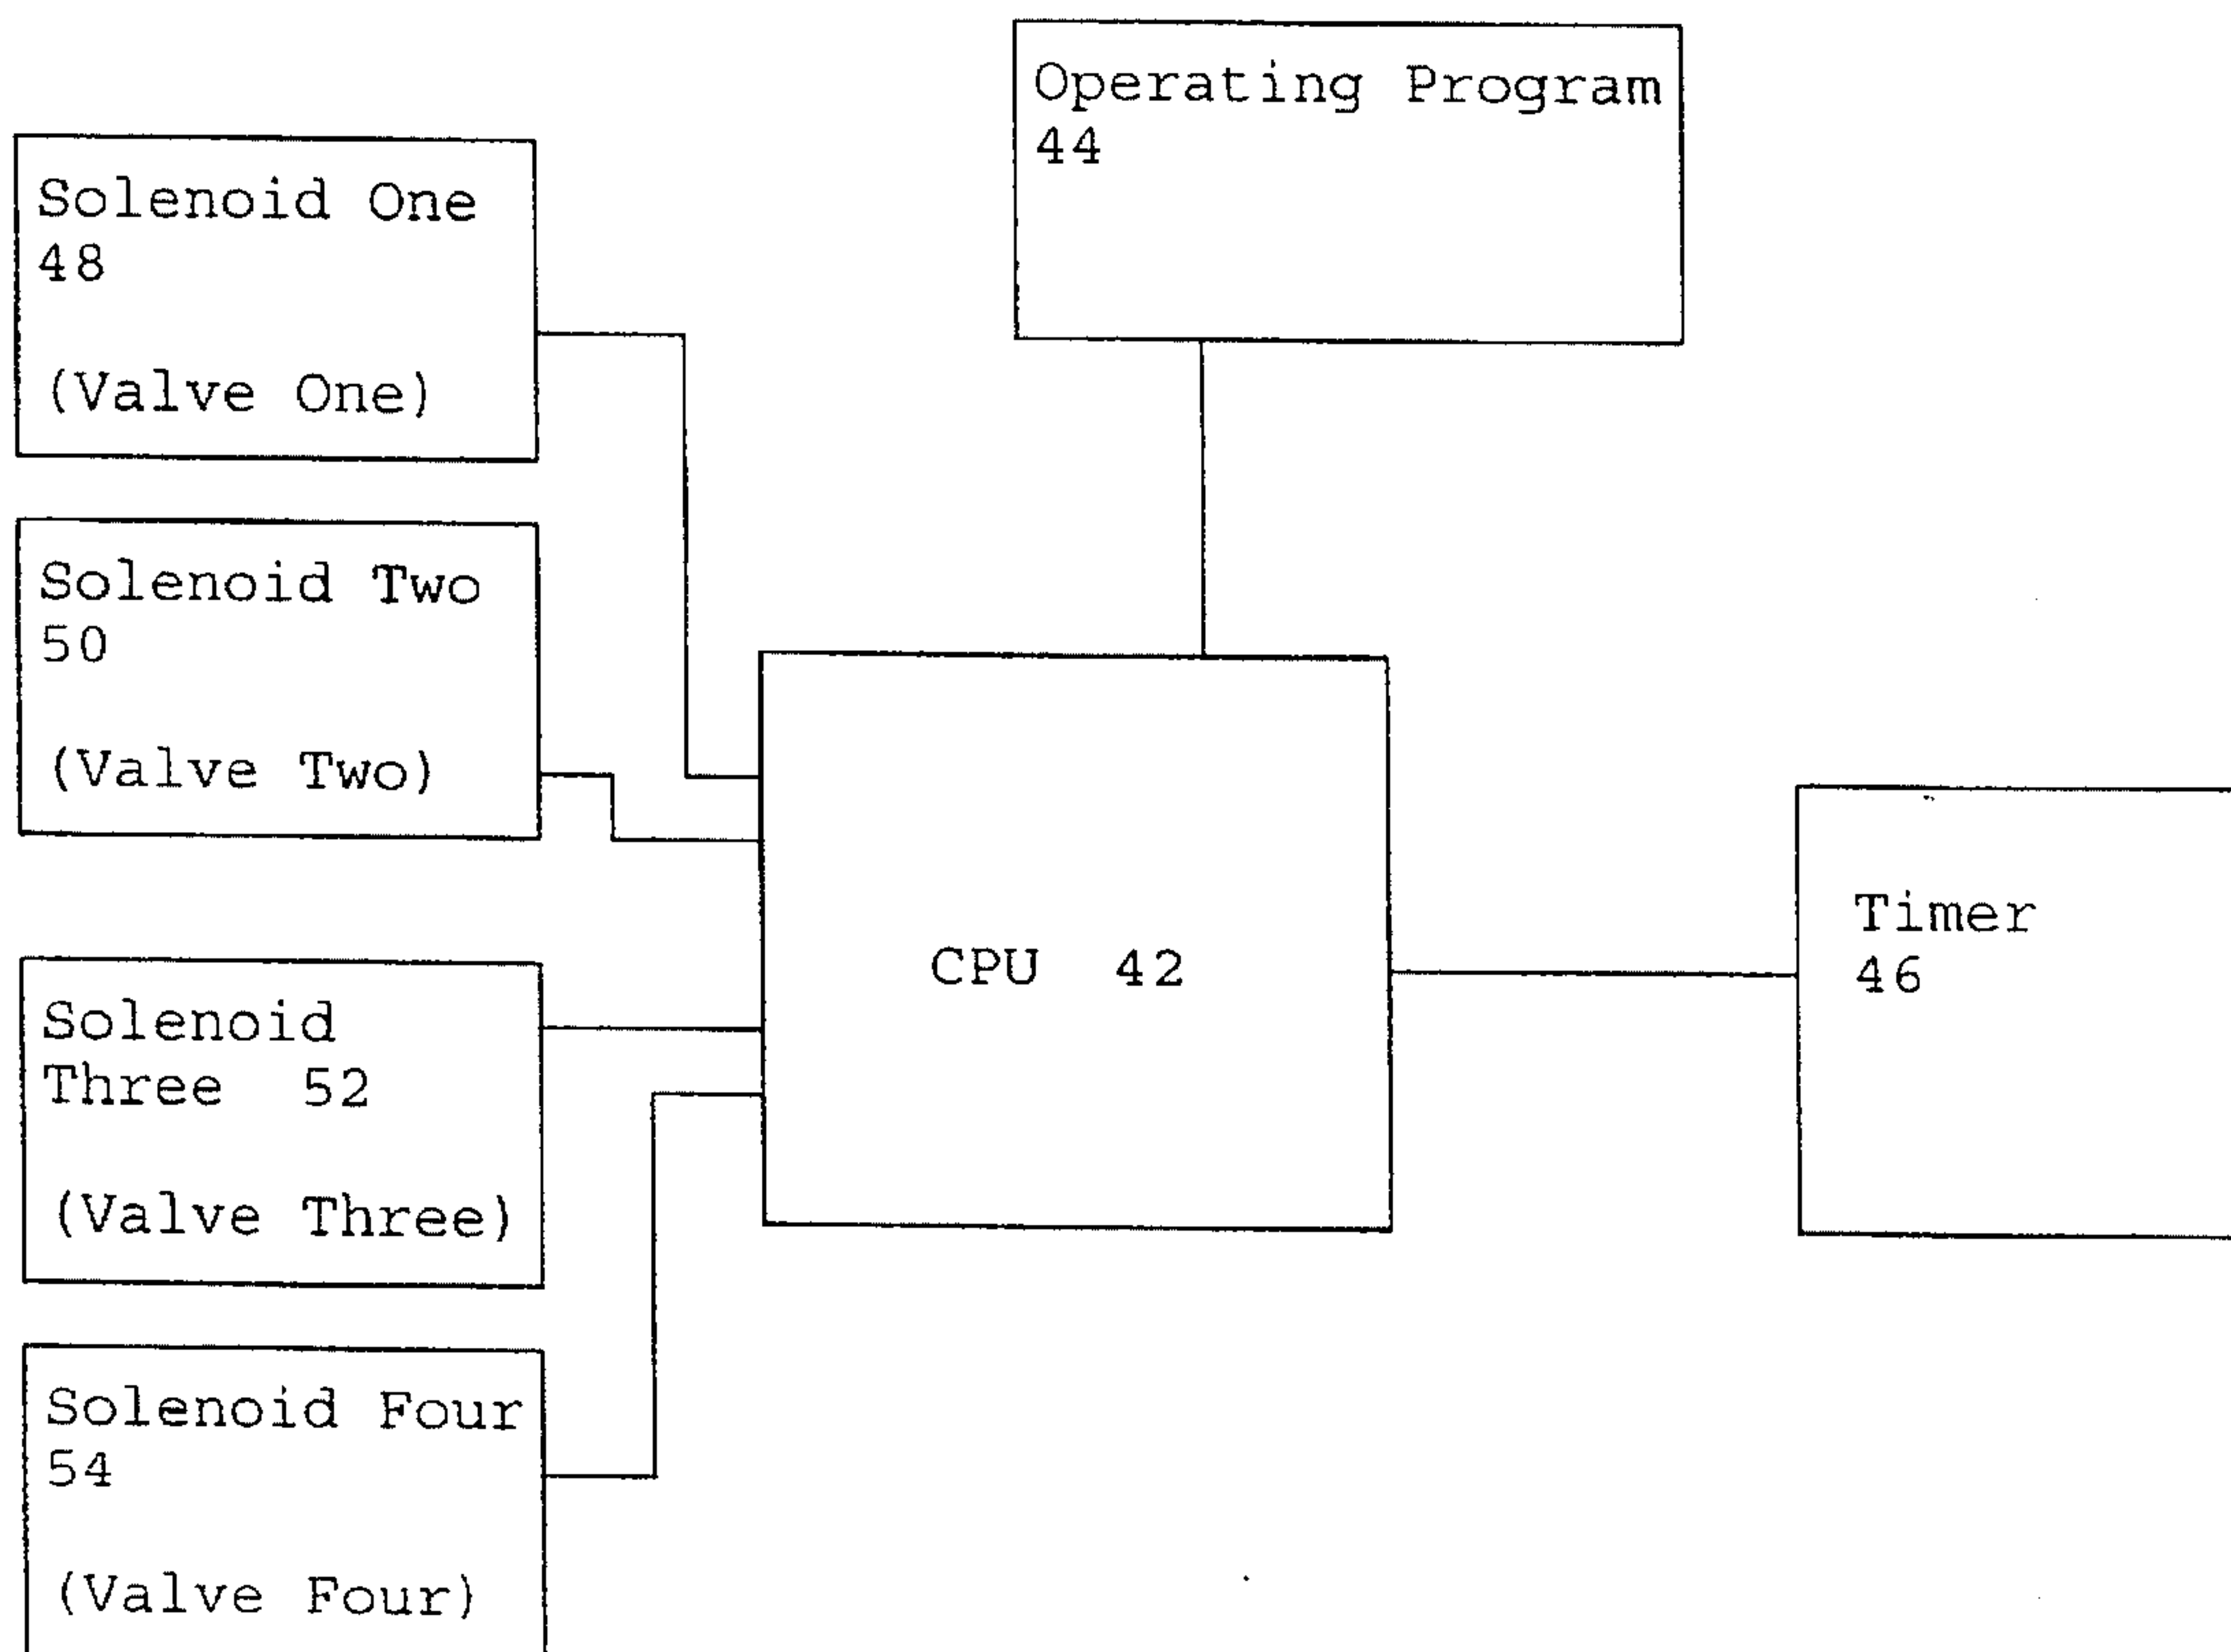 Operating Program
44
Solenoid One
48
(Valve One)
Solenoid Two
50
(Valve Two)
CPU 42
Timer
46
Solenoid
Three 52
(Valve Three)
Solenoid Four
54
(Valve Four)